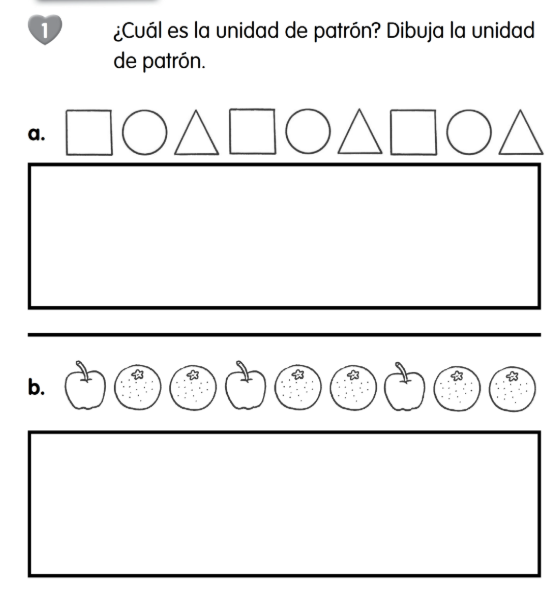 1
¿Cuál es la unidad de patrón? Dibuja la unidad
de patrón.
a.
b.